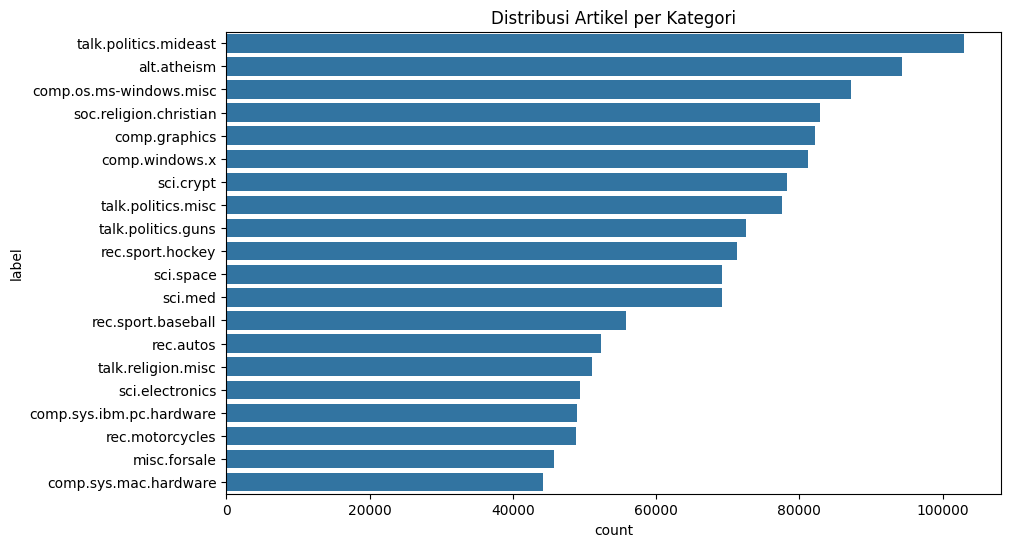 Distribusi Artikel per Kategori
label
talk.politics.mideast
alt.atheism
comp.os.ms-windows.misc
soc.religion.christian
comp.graphics
comp.windows.x
sci.crypt
talk.politics.misc
talk.politics.guns
rec.sport.hockey
sci.space
sci.med
rec.sport.baseball
rec.autos
talk.religion.misc
sci.electronics
comp.sys.ibm.pc.hardware
rec.motorcycles
misc.forsale
comp.sys.mac.hardware
0 20000 40000 60000 80000 100000
count